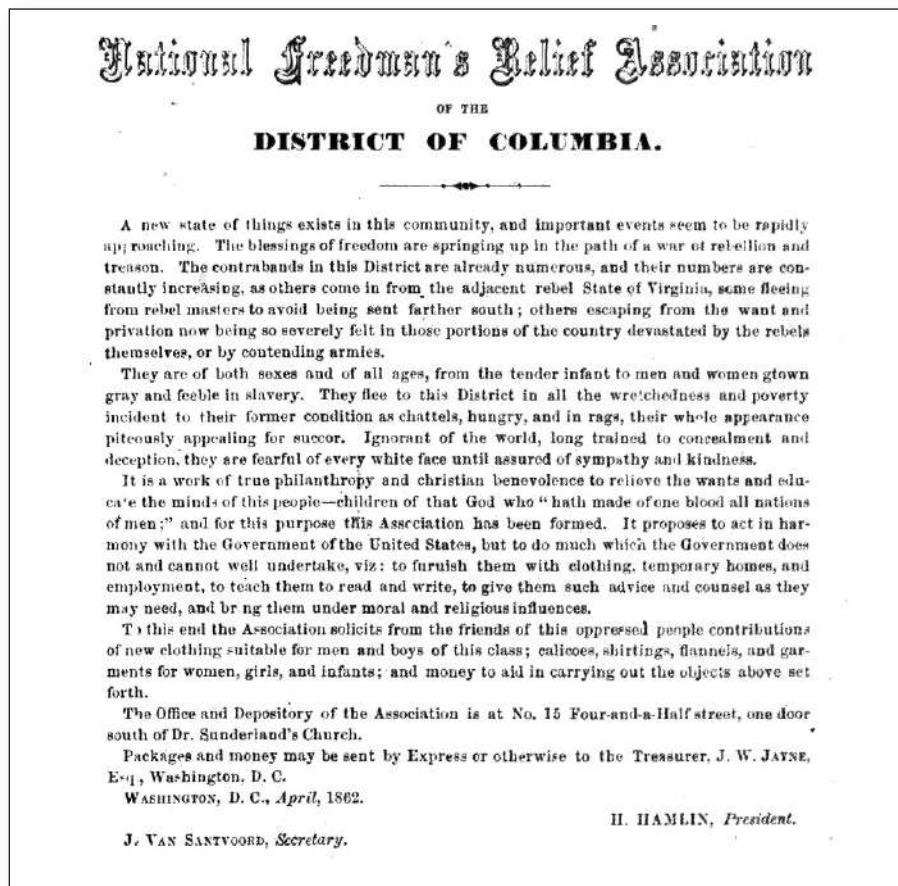 National Freedman's Relief Association
OF THE
DISTRICT OF COLUMBIA.
A new state of things exists in this community, and important events seem to be rapidly
approaching. The blessings of freedom are springing up in the path of a war of rebellion and
treason. The contrabands in this District are already numerous, and their numbers are con-
stantly increasing, as others come in from the adjacent rebel State of Virginia, some fleeing
from rebel masters to avoid being sent farther south; others escaping from the want and
privation now being so severely felt in those portions of the country devastated by the rebels
themselves, or by contending armies.
They are of both sexes and of all ages, from the tender infant to men and women gtown
gray and feeble in slavery. They flee to this District in all the wretchedness and poverty
incident to their former condition as chattels, hungry, and in rags, their whole appearance
piteously appealing for succor. Ignorant of the world, long trained to concealment and
deception, they are fearful of every white face until assured of sympathy and kindness.
It is a work of true philanthropy and christian benevolence to relieve the wants and edu-
cate the minds of this people—children of that God who "hath made of one blood all nations
of men;" and for this purpose this Association has been formed. It proposes to act in har-
mony with the Government of the United States, but to do much which the Government does
not and cannot well undertake, viz: to furuish them with clothing, temporary homes, and
employment, to teach them to read and write, to give them such advice and counsel as they
may need, and br ng them under moral and religious influences.
To this end the Association solicits from the friends of this oppressed people contributions
of new clothing suitable for men and boys of this class; calicoes, shirtings, flannels, and gar-
ments for women, girls, and infants; and money to aid in carrying out the objects above set
forth.
The Office and Depository of the Association is at No. 15 Four-and-a-Half street, one door
south of Dr. Sunderland's Church.
Packages and money may be sent by Express or otherwise to the Treasurer, J. W. JAYNE,
Esq., Washington, D. C.
WASHINGTON, D. C., April, 1862.
H. HAMLIN, President.
J. VAN SANTVOORD, Secretary.